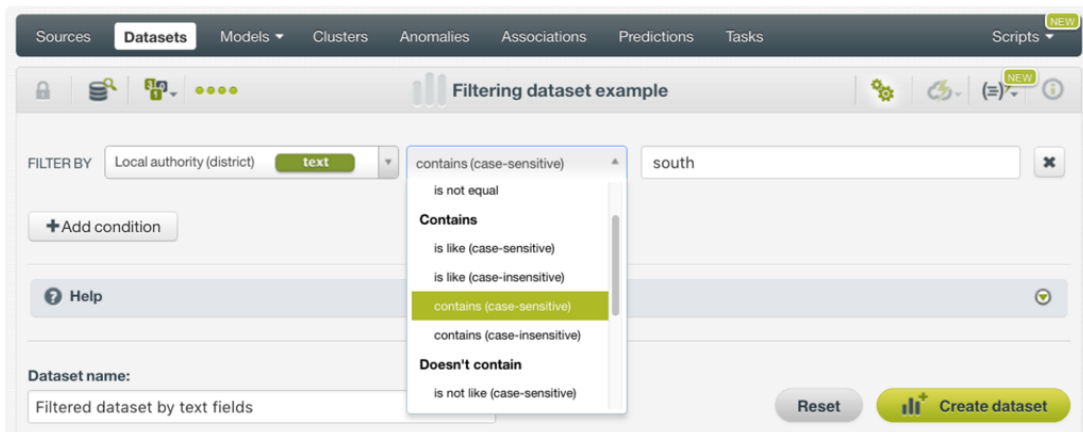 Sources Datasets Models Clusters Anomalies Associations Predictions Tasks Scripts NEW
Filtering dataset example NEW
FILTER BY Local authority (district) text contains (case-sensitive) south
is not equal
Contains
+Add condition
is like (case-sensitive)
is like (case-insensitive)
Help
contains (case-sensitive)
contains (case-insensitive)
Doesn't contain
Dataset name:
is not like (case-sensitive)
Filtered dataset by text fields
Reset Create dataset